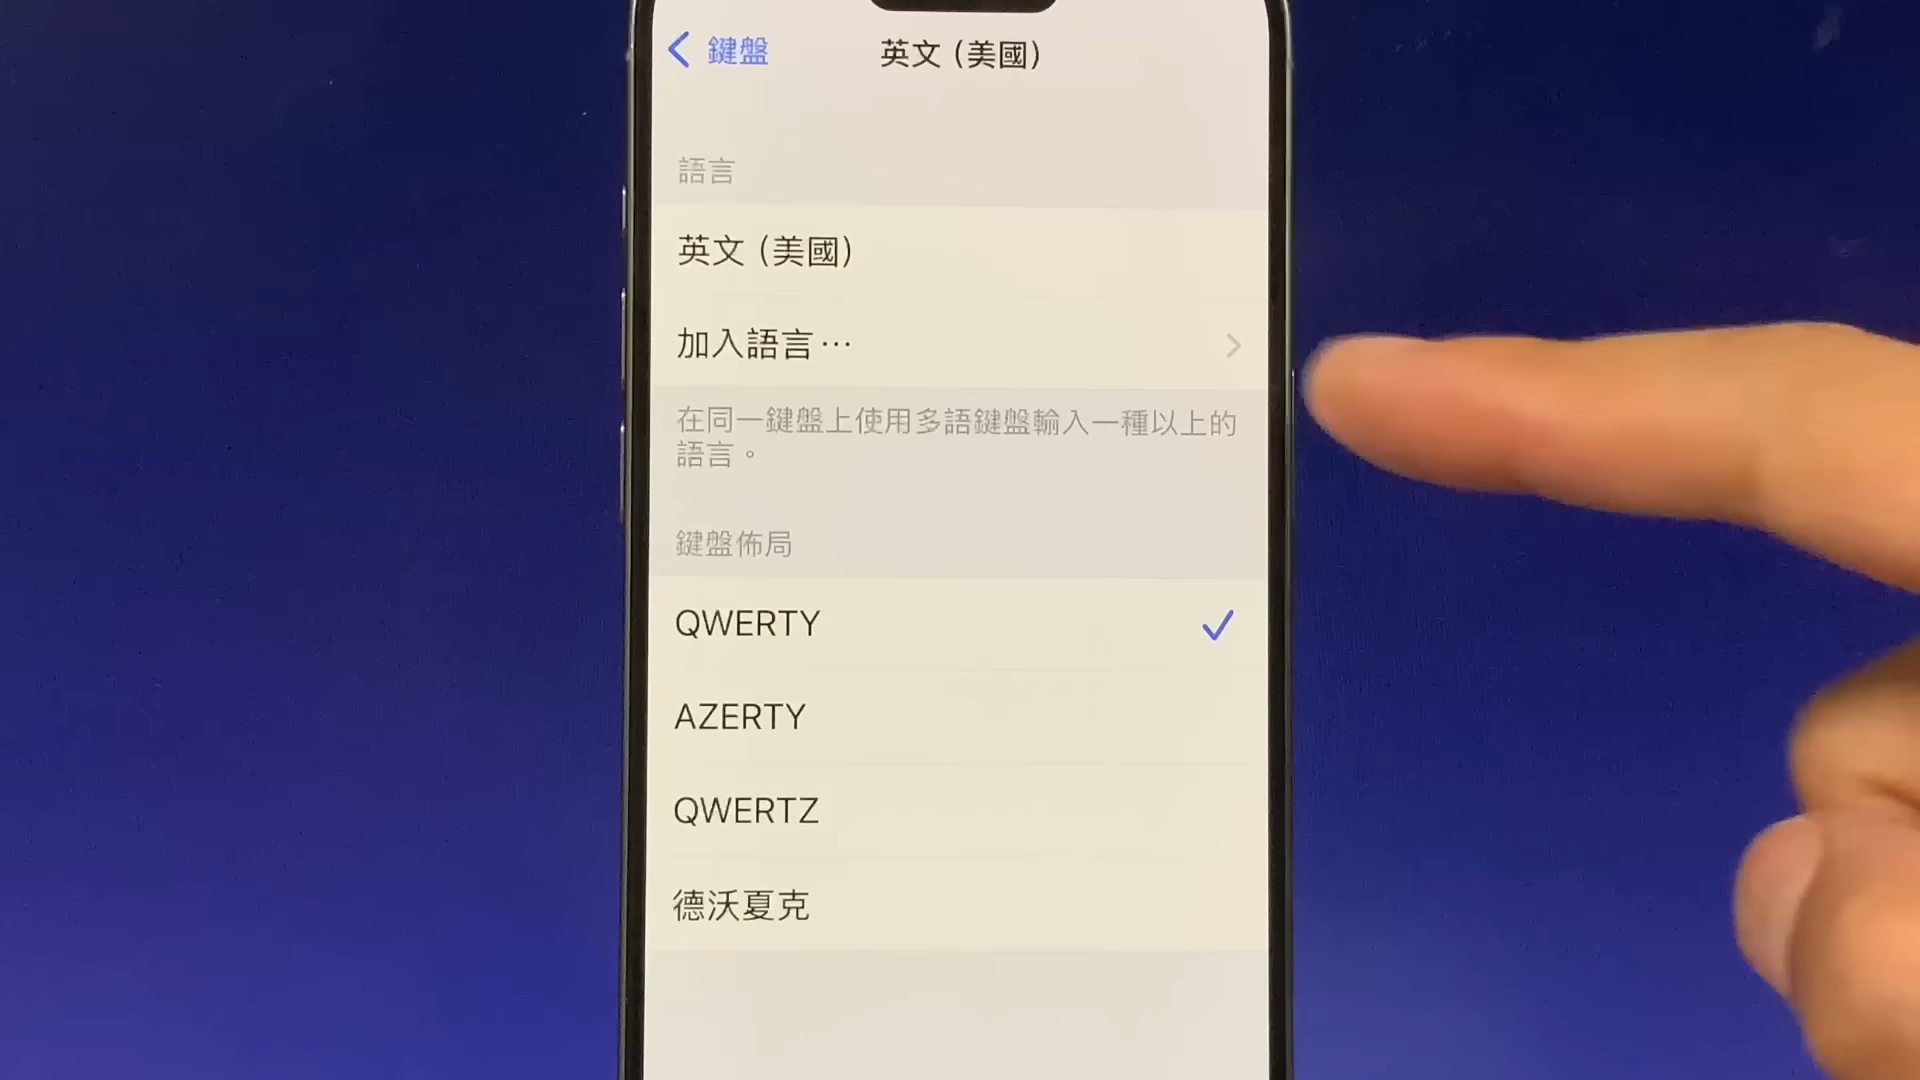 鍵盤
英文（美國）
語言
英文（美國）
加入語言⋯
在同一鍵盤上使用多語鍵盤輸入一種以上的
語言。
鍵盤佈局
QWERTY
AZERTY
QWERTZ
德沃夏克